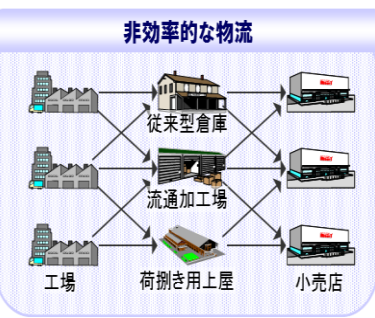 非効率的な物流
従来型倉庫
流通加工場
工場
荷捌き用上屋
小売店